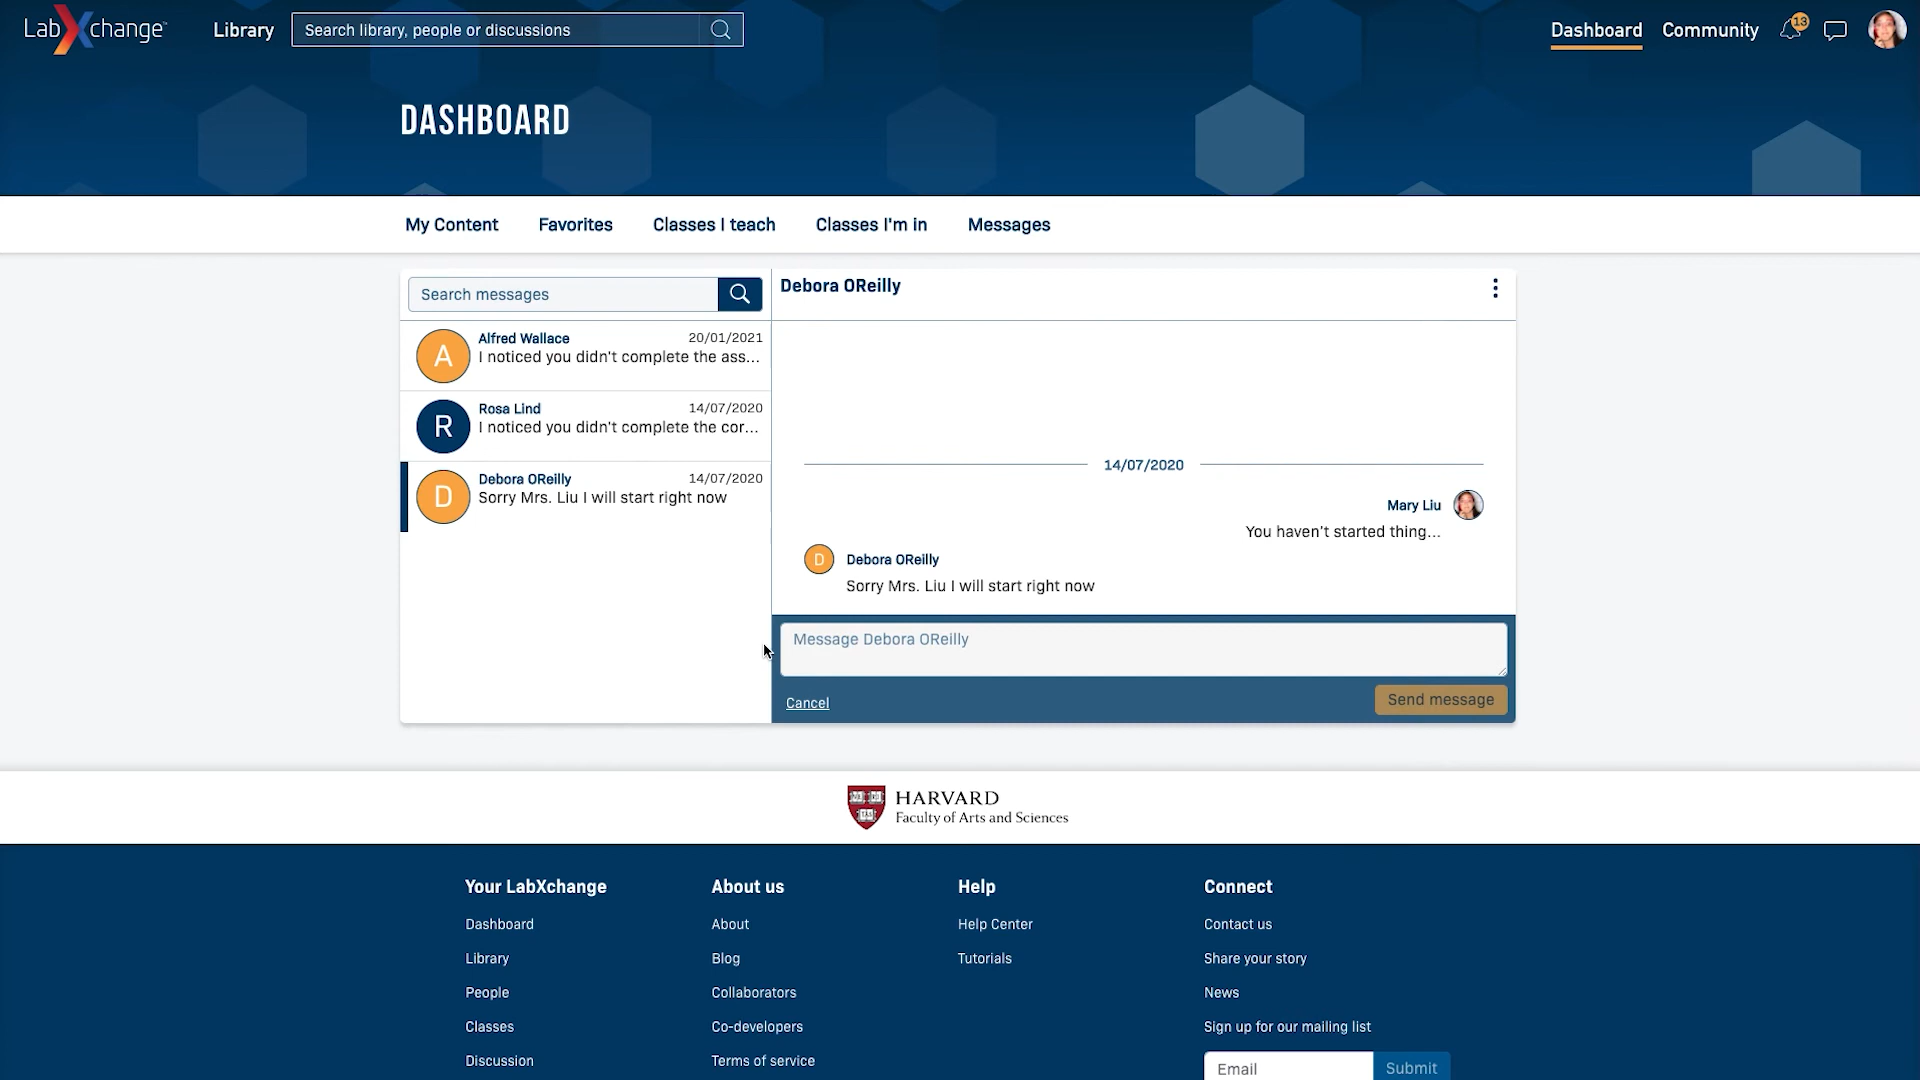 LabXchange™
Library
Search library, people or discussions
Dashboard
Community
13
DASHBOARD
My Content
Favorites
Classes I teach
Classes I'm in
Messages
Search messages
A
Alfred Wallace
20/01/2021
I noticed you didn't complete the ass...
R
Rosa Lind
14/07/2020
I noticed you didn't complete the cor...
D
Debora OReilly
14/07/2020
Sorry Mrs. Liu I will start right now
Debora OReilly
14/07/2020
Mary Liu
You haven't started thing...
D
Debora OReilly
Sorry Mrs. Liu I will start right now
Message Debora OReilly
Cancel
Send message
HARVARD
Faculty of Arts and Sciences
Your LabXchange
Dashboard
Library
People
Classes
Discussion
About us
About
Blog
Collaborators
Co-developers
Terms of service
Help
Help Center
Tutorials
Connect
Contact us
Share your story
News
Sign up for our mailing list
Email
Submit